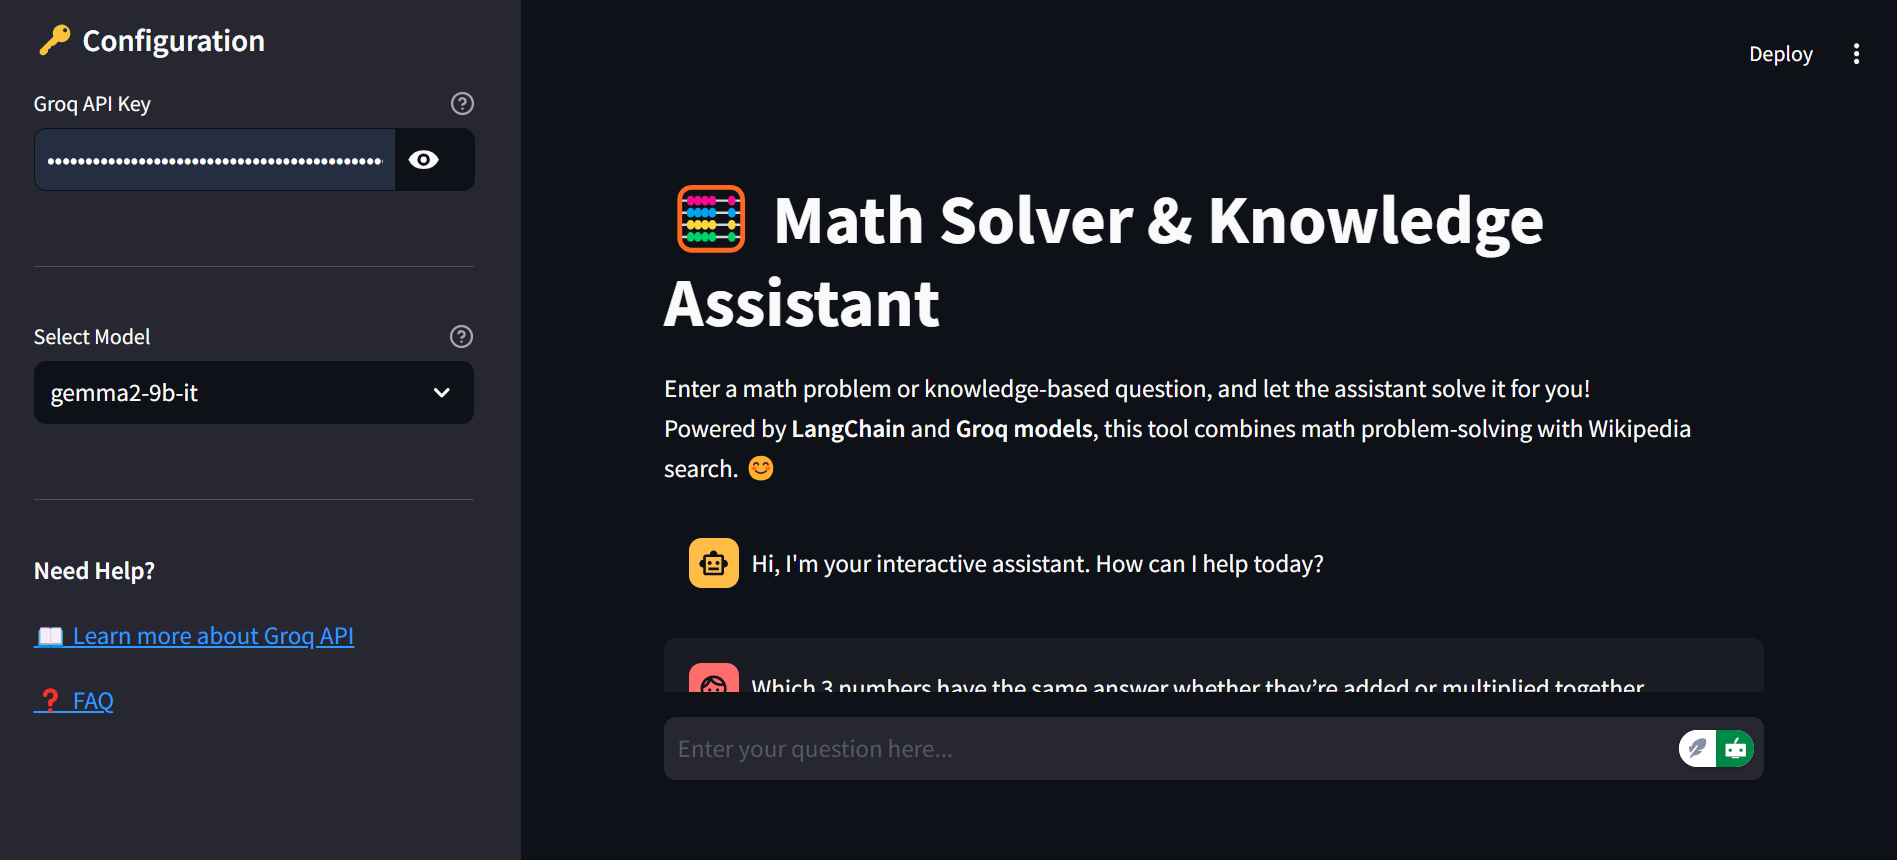 Configuration
Groq API Key
Select Model
gemma2-9b-it
Need Help?
Learn more about Groq API
FAQ
Deploy
Math Solver & Knowledge
Assistant
Enter a math problem or knowledge-based question, and let the assistant solve it for you!
Powered by LangChain and Groq models, this tool combines math problem-solving with Wikipedia
search.
Hi, I'm your interactive assistant. How can I help today?
Which 3 numbers have the same answer whether they’re added or multiplied together
Enter your question here...